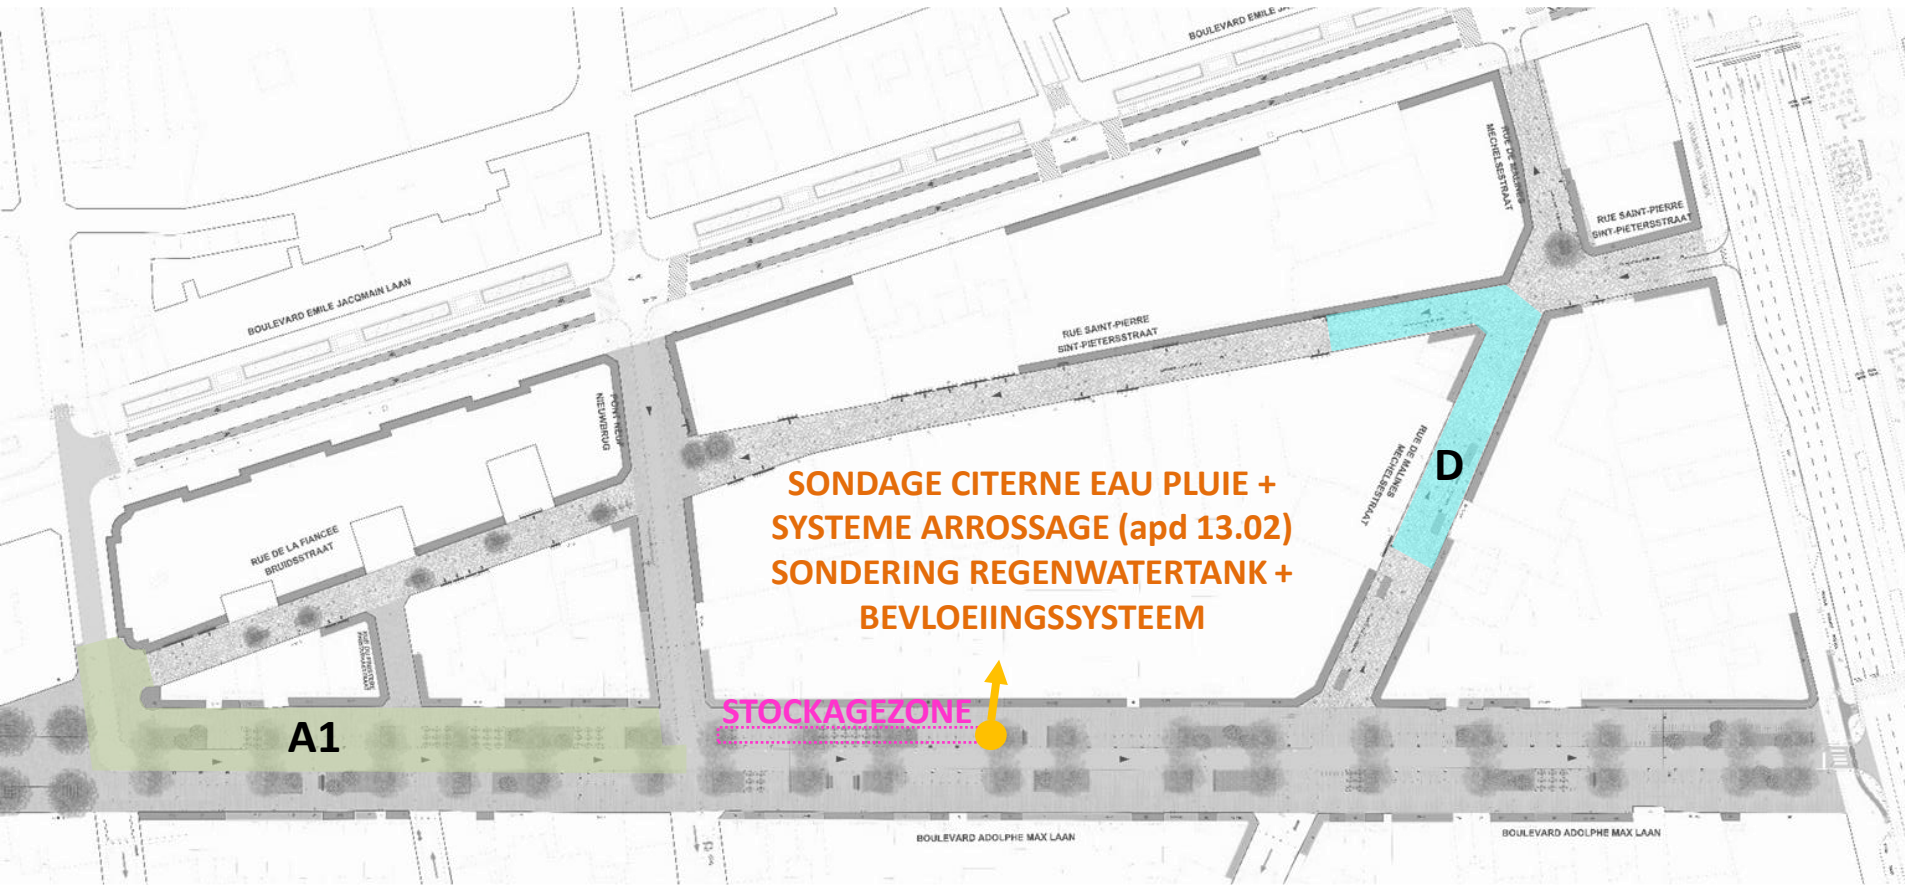 BOULEVARD EMILE
RUE DE MALINES
MECHELSESTRAAT
RUE SAINT-PIERRE
SINT-PIETERSSTRAAT
BOULEVARD EMILE JACQMAIN LAAN
RUE SAINT-PIERRE
SINT-PIETERSSTRAAT
PONT NEUF
NIEUWBRUG
RUE DE MALINES
MECHELSESTRAAT
D
SONDAGE CITERNE EAU PLUIE +
SYSTEME ARROSSAGE (apd 13.02)
SONDERING REGENWATERTANK +
BEVLOEIINGSSYSTEEM
RUE DE LA FIANCEE
BRUIDSSTRAAT
STOCKAGEZONE
A1
BOULEVARD ADOLPHE MAX LAAN
BOULEVARD ADOLPHE MAX LAAN